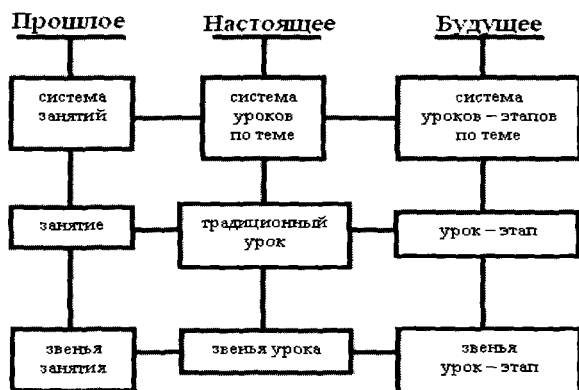 Прошлое
Настоящее
Будущее
система
занятий
система
уроков
по теме
система
уроков – этапов
по теме
занятие
традиционный
урок
урок – этап
звенья
занятия
звенья урока
звенья
урок – этап